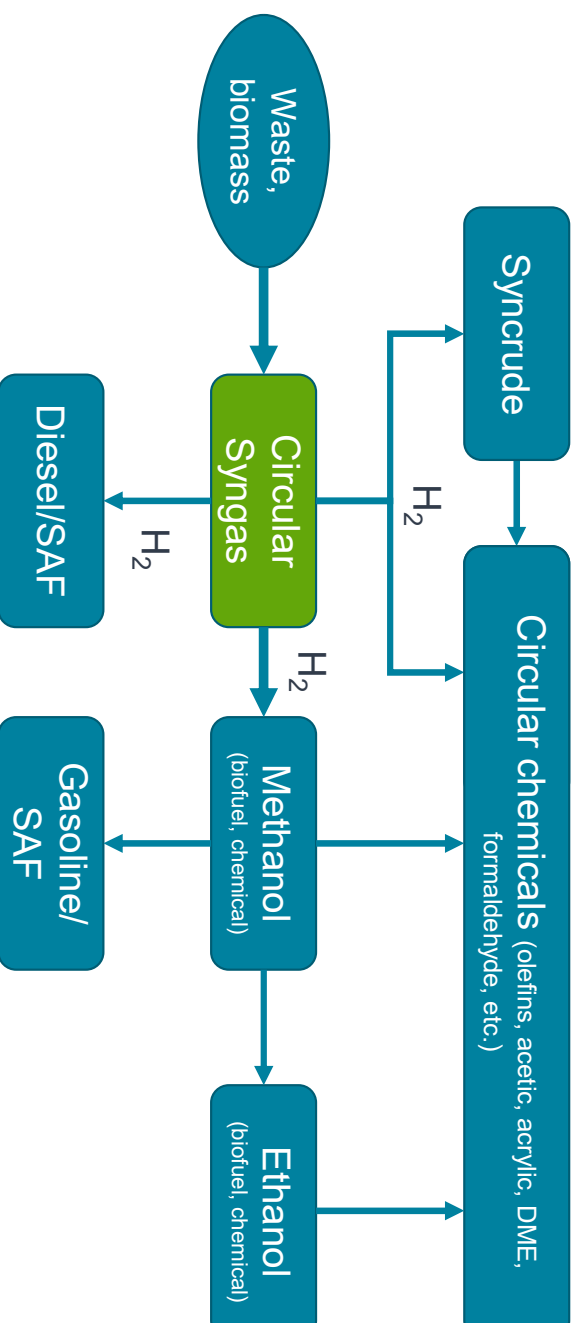 Syncrude
Circular chemicals (olefins, acetic, acrylic, DME,
formaldehyde, etc.)
H₂
Waste,
biomass
Circular
Syngas
H₂
Methanol
(biofuel, chemical)
Ethanol
(biofuel, chemical)
H₂
Diesel/SAF
Gasoline/
SAF